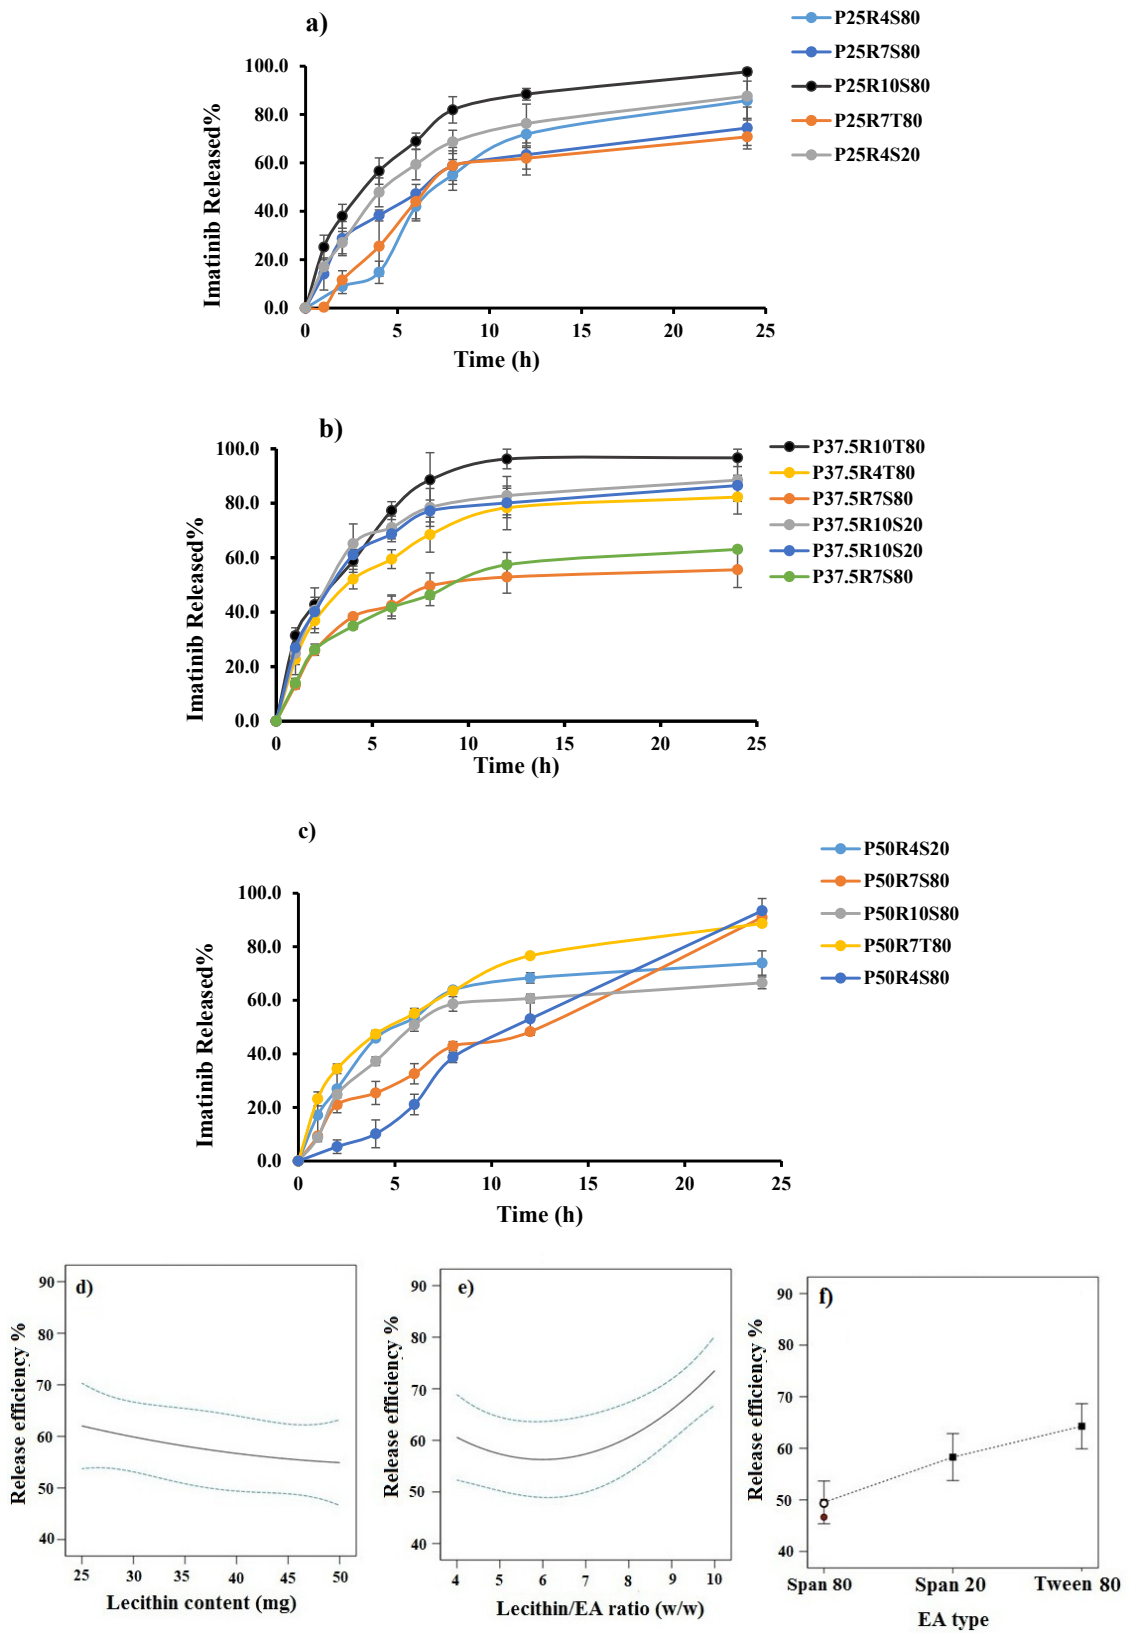 a)
P25R4S80
P25R7S80
P25R10S80
P25R7T80
P25R4S20
Imatinib Released%
100.0
80.0
60.0
40.0
20.0
0.0
0 5 10 15 20 25
Time (h)
b)
P37.5R10T80
P37.5R4T80
P37.5R7S80
P37.5R10S20
P37.5R10S20
P37.5R7S80
Imatinib Released%
100.0
80.0
60.0
40.0
20.0
0.0
0 5 10 15 20 25
Time (h)
c)
P50R4S20
P50R7S80
P50R10S80
P50R7T80
P50R4S80
Imatinib Released%
100.0
80.0
60.0
40.0
20.0
0.0
0 5 10 15 20 25
Time (h)
d)
Release efficiency %
90
80
70
60
50
40
25 30 35 40 45 50
Lecithin content (mg)
e)
Release efficiency %
90
80
70
60
50
40
4 5 6 7 8 9 10
Lecithin/EA ratio (w/w)
f)
Release efficiency %
90
80
70
60
50
40
Span 80 Span 20 Tween 80
EA type